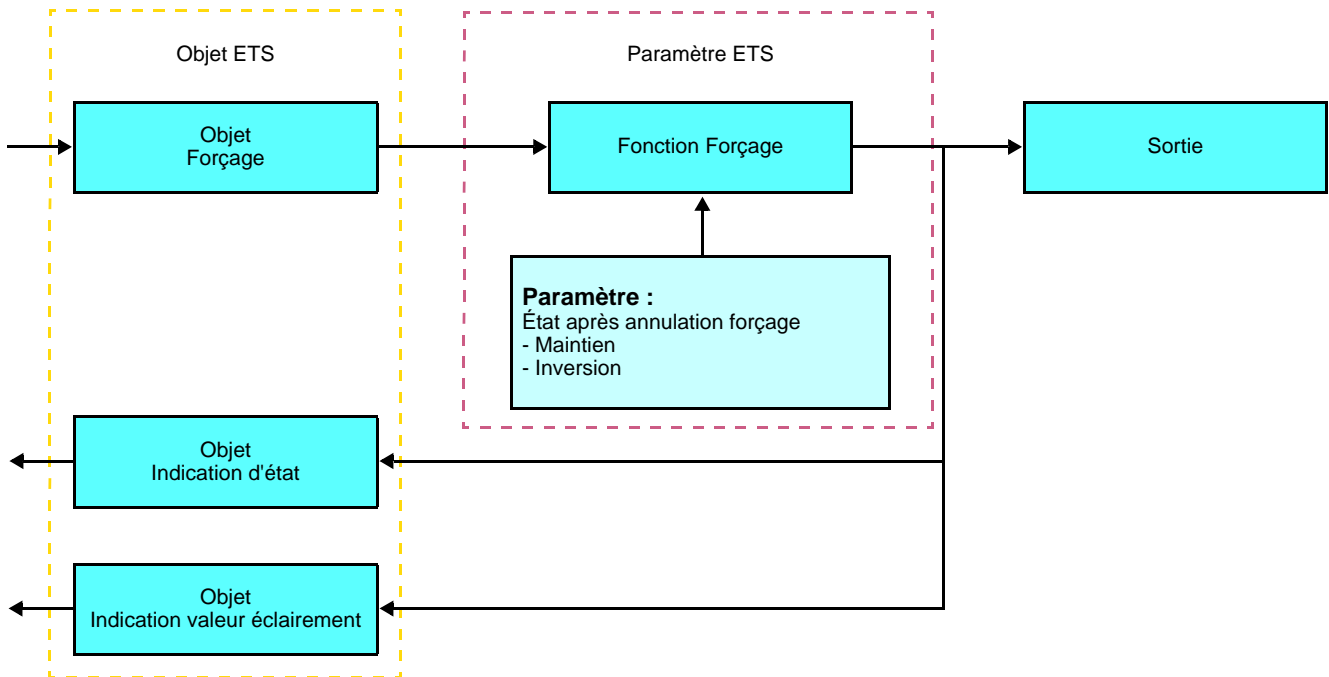 Objet ETS
Paramètre ETS
Objet
Forçage
Fonction Forçage
Sortie
Paramètre :
État après annulation forçage
- Maintien
- Inversion
Objet
Indication d'état
Objet
Indication valeur éclairement